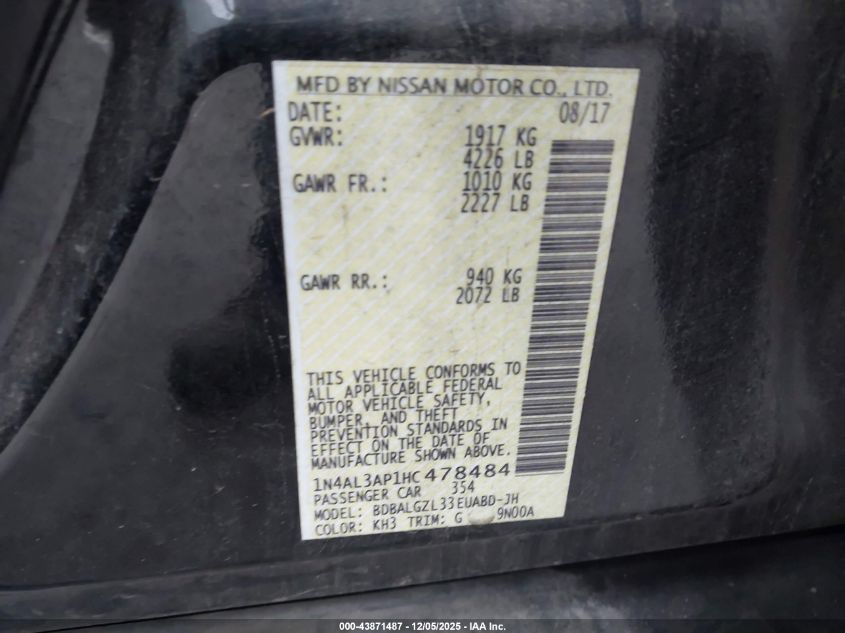 MFD BY NISSAN MOTOR CO., LTD.
DATE: 08/17
GVWR: 1917 KG
4226 LB
GAWR FR.: 1010 KG
2227 LB
GAWR RR.: 940 KG
2072 LB
THIS VEHICLE CONFORMS TO
ALL APPLICABLE FEDERAL
MOTOR VEHICLE SAFETY,
BUMPER, AND THEFT
PREVENTION STANDARDS IN
EFFECT ON THE DATE OF
MANUFACTURE SHOWN ABOVE.
1N4AL3AP1HC478484
PASSENGER CAR 354
MODEL: BDBALGZL33EUABD-JH
COLOR: KH3 TRIM: G 9N00A
000-43871487 - 12/05/2025 - IAA Inc.